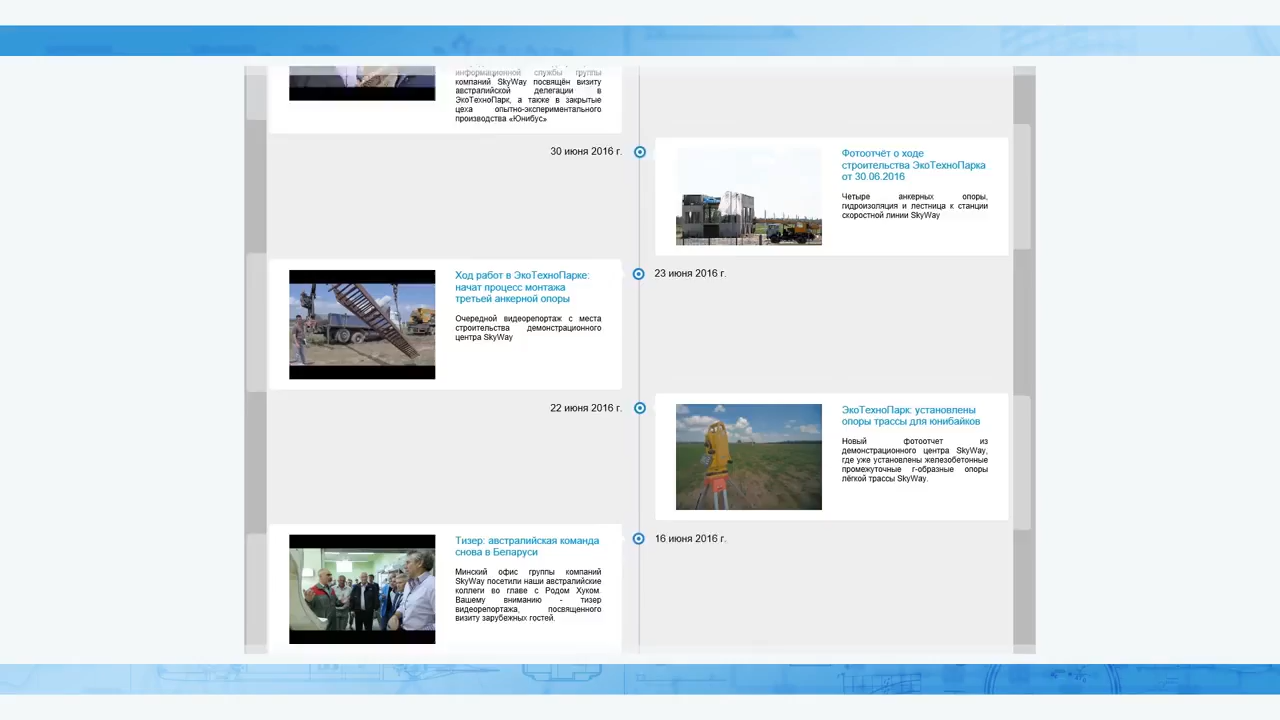 информационной службы группы
компаний SkyWay посвящён визиту
австралийской делегации в
ЭкоТехноПарк, а также в закрытые
цеха опытно-экспериментального
производства «Юнибус»
30 июня 2016 г.
Фотоотчёт о ходе
строительства ЭкоТехноПарка
от 30.06.2016
Четыре анкерных опоры,
гидроизоляция и лестница к станции
скоростной линии SkyWay
Ход работ в ЭкоТехноПарке:
начат процесс монтажа
третьей анкерной опоры
Очередной видеорепортаж с места
строительства демонстрационного
центра SkyWay
23 июня 2016 г.
22 июня 2016 г.
ЭкоТехноПарк: установлены
опоры трассы для юнибайков
Новый фотоотчет из
демонстрационного центра SkyWay,
где уже установлены железобетонные
промежуточные г-образные опоры
лёгкой трассы SkyWay.
Тизер: австралийская команда
снова в Беларуси
Минский офис группы компаний
SkyWay посетили наши австралийские
коллеги во главе с Родом Хуком.
Вашему вниманию - тизер
видеорепортажа, посвященного
визиту зарубежных гостей.
16 июня 2016 г.